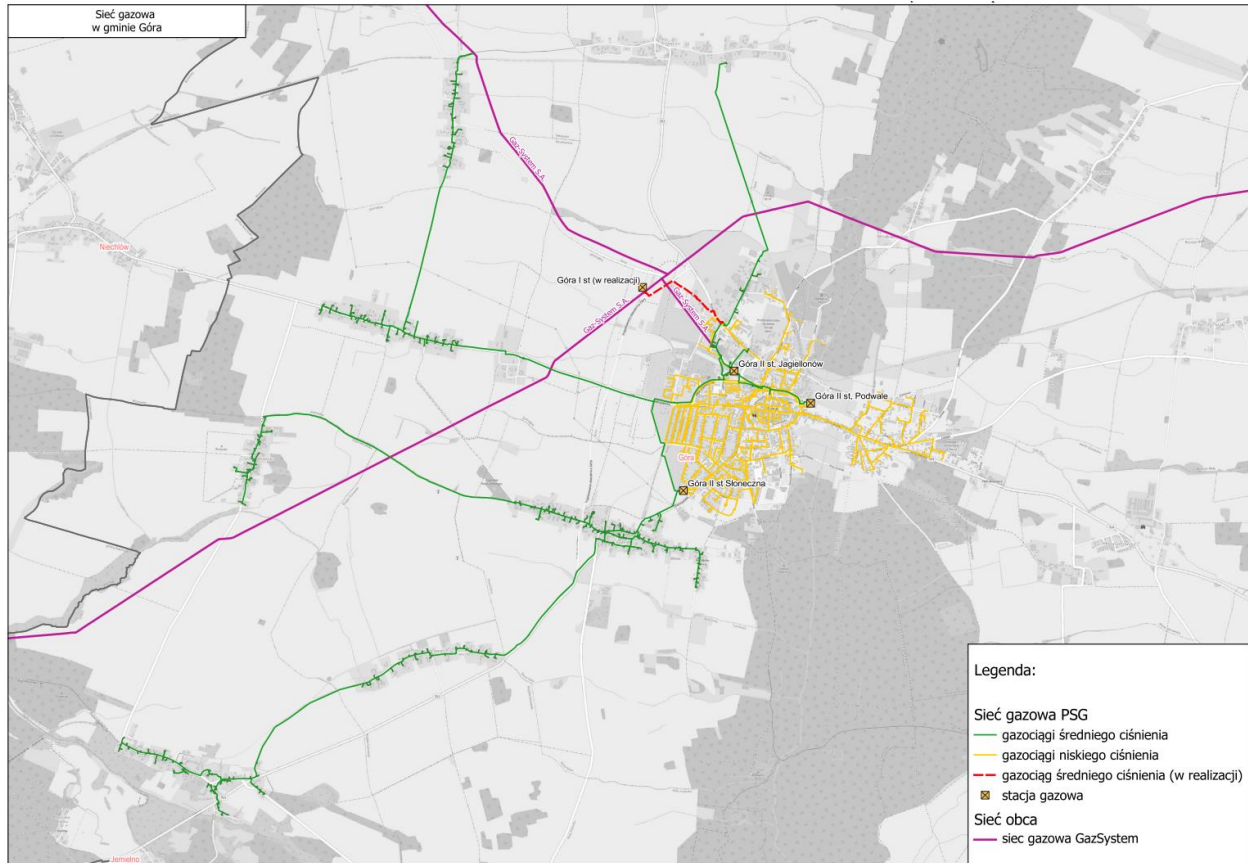 Sieć gazowa
w gminie Góra
Gaz-System S.A.
Niechlów
Góra I st (w realizacji)
Gaz-System S.A.
Gaz-System S.A.
Góra II st, Jagiellonów
Góra II st, Podwale
Góra
Góra II st Słoneczna
Jemielno
Legenda:
Sieć gazowa PSG
gazociągi średniego ciśnienia
gazociągi niskiego ciśnienia
gazociąg średniego ciśnienia (w realizacji)
stacja gazowa
Sieć obca
siec gazowa GazSystem